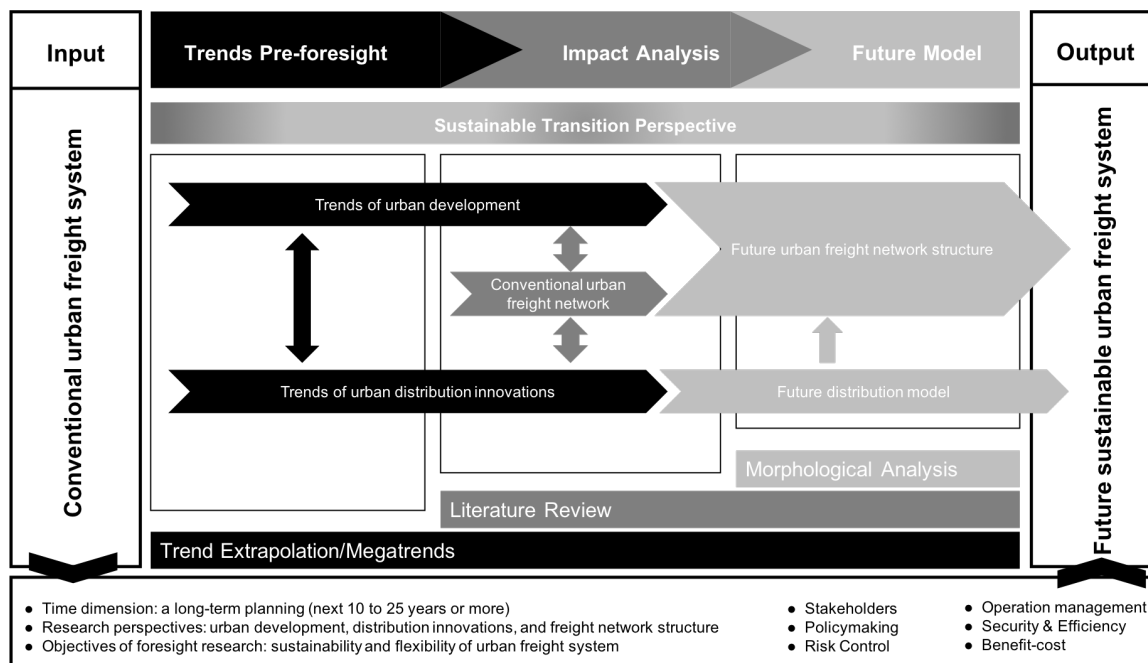 Input
Trends Pre-foresight
Impact Analysis
Future Model
Output
Sustainable Transition Perspective
Conventional urban freight system
Trends of urban development
Conventional urban
freight network
Trends of urban distribution innovations
Future urban freight network structure
Future distribution model
Morphological Analysis
Literature Review
Trend Extrapolation/Megatrends
Future sustainable urban freight system
● Time dimension: a long-term planning (next 10 to 25 years or more)
● Research perspectives: urban development, distribution innovations, and freight network structure
● Objectives of foresight research: sustainability and flexibility of urban freight system
● Stakeholders
● Policymaking
● Risk Control
● Operation management
● Security & Efficiency
● Benefit-cost